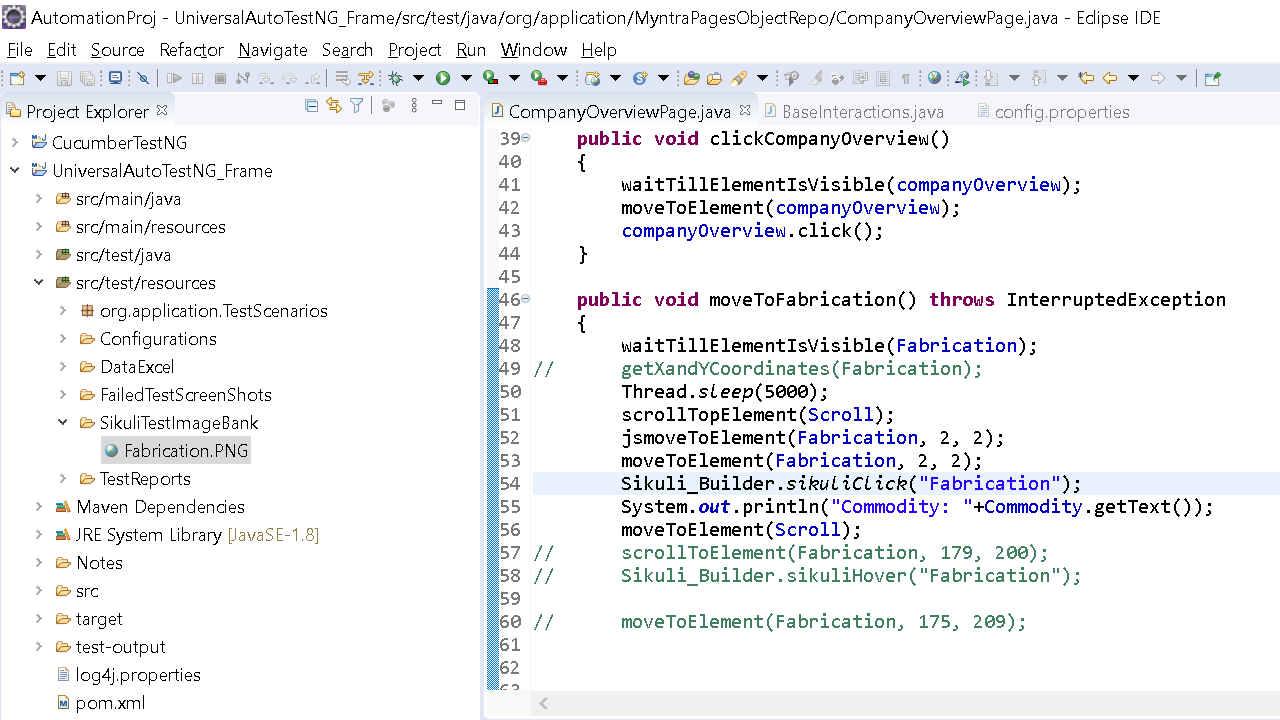 AutomationProj - UniversalAutoTestNG_Frame/src/test/java/org/application/MyntraPagesObjectRepo/CompanyOverviewPage.java - Eclipse IDE
File Edit Source Refactor Navigate Search Project Run Window Help
Project Explorer
CucumberTestNG
UniversalAutoTestNG_Frame
src/main/java
src/main/resources
src/test/java
src/test/resources
org.application.TestScenarios
Configurations
DataExcel
FailedTestScreenShots
SikuliTestImageBank
Fabrication.PNG
TestReports
Maven Dependencies
JRE System Library [JavaSE-1.8]
Notes
src
target
test-output
log4j.properties
pom.xml
CompanyOverviewPage.java BaseInteractions.java config.properties
39 public void clickCompanyOverview()
40 {
41 waitTillElementIsVisible(companyOverview);
42 moveToElement(companyOverview);
43 companyOverview.click();
44 }
45
46 public void moveToFabrication() throws InterruptedException
47 {
48 waitTillElementIsVisible(Fabrication);
49 // getXandYCoordinates(Fabrication);
50 Thread.sleep(5000);
51 scrollTopElement(Scroll);
52 jsmoveToElement(Fabrication, 2, 2);
53 moveToElement(Fabrication, 2, 2);
54 Sikuli_Builder.sikuliClick("Fabrication");
55 System.out.println("Commodity: "+Commodity.getText());
56 moveToElement(Scroll);
57 // scrollToElement(Fabrication, 179, 200);
58 // Sikuli_Builder.sikuliHover("Fabrication");
59
60 // moveToElement(Fabrication, 175, 209);
61
62
63